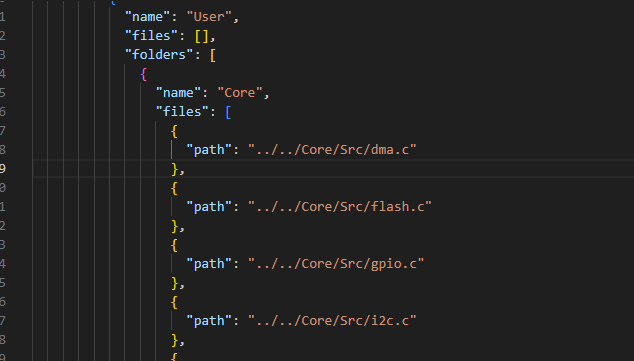 1 "name": "User",
2 "files": [],
3 "folders": [
4 {
5 "name": "Core",
6 "files": [
7 {
8 "path": "../../Core/Src/dma.c"
9 },
0 {
1 "path": "../../Core/Src/flash.c"
2 },
3 {
4 "path": "../../Core/Src/gpio.c"
5 },
6 {
7 "path": "../../Core/Src/i2c.c"
8 },
9 {